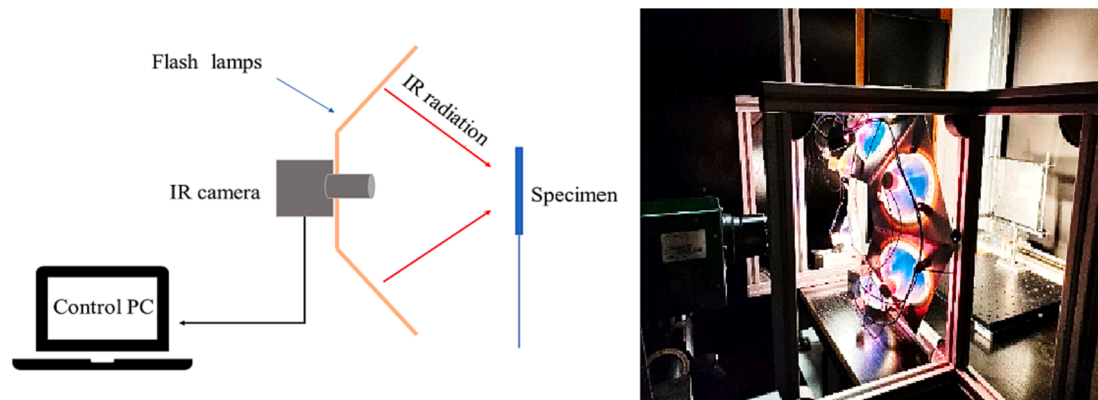 Flash lamps
IR radiation
IR camera
Specimen
Control PC